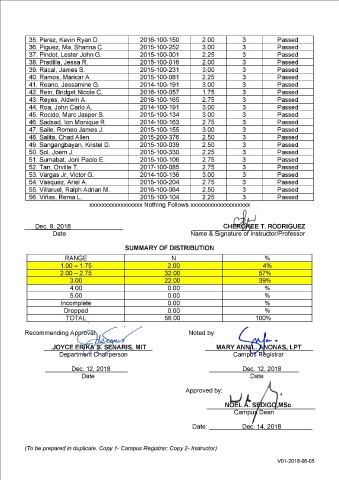 35. Perez, Kevin Ryan D. 2016-100-150 2.00 3 Passed
36. Piguez, Ma. Shanna C. 2015-100-252 3.00 3 Passed
37. Pindot, Lester John G. 2015-100-001 2.25 3 Passed
38. Pradilla, Jessa R. 2015-100-016 2.00 3 Passed
39. Racal, James S. 2015-100-231 3.00 3 Passed
40. Ramos, Maricar A. 2015-100-081 2.25 3 Passed
41. Reano, Jessamine G. 2014-100-191 3.00 3 Passed
42. Rein, Bridget Nicole C. 2016-100-057 1.75 3 Passed
43. Reyes, Aldwin A. 2016-100-165 2.75 3 Passed
44. Roa, John Carlo A. 2014-100-191 3.00 3 Passed
45. Rocido, Marc Jasper S. 2015-100-134 3.00 3 Passed
46. Sadsad, Ion Monique R. 2014-100-163 2.75 3 Passed
47. Salle, Romeo James J. 2015-100-155 3.00 3 Passed
48. Salita, Chad Allen 2015-200-376 2.50 3 Passed
49. Sangangbayan, Kristel D. 2015-100-039 2.50 3 Passed
50. Sol, Joem J. 2015-100-330 2.25 3 Passed
51. Sumabat, Joni Paolo E. 2015-100-106 2.75 3 Passed
52. Tan, Orville T. 2017-100-085 2.75 3 Passed
53. Vargas Jr, Victor G. 2014-100-136 3.00 3 Passed
54. Vasquez, Ariel A. 2015-100-204 2.75 3 Passed
55. Villaruel, Ralph Adrian M. 2016-100-064 2.50 3 Passed
56. Viñas, Rema L. 2015-100-104 2.25 3 Passed
xxxxxxxxxxxxxxxxx Nothing Follows xxxxxxxxxxxxxxxxxxx
Dec. 9, 2018 CHERCREE T. RODRIGUEZ
Date Name & Signature of Instructor/Professor
SUMMARY OF DISTRIBUTION
RANGE N %
1.00 – 1.75 2.00 4%
2.00 – 2.75 32.00 57%
3.00 22.00 39%
4.00 0.00 %
5.00 0.00 %
Incomplete 0.00 %
Dropped 0.00 %
TOTAL 56.00 100%
Recommending Approval: Noted by:
JOYCE ERIKA S. SENARIS, MIT MARY ANN L. ANONAS, LPT
Department Chairperson Campus Registrar
Dec. 12, 2018 Dec. 12, 2018
Date Date
Approved by:
NOEL A. SEDIGO, MSc
Campus Dean
Date: Dec. 14, 2018
(To be prepared in duplicate. Copy 1- Campus Registrar; Copy 2- Instructor)
V01-2018-06-05